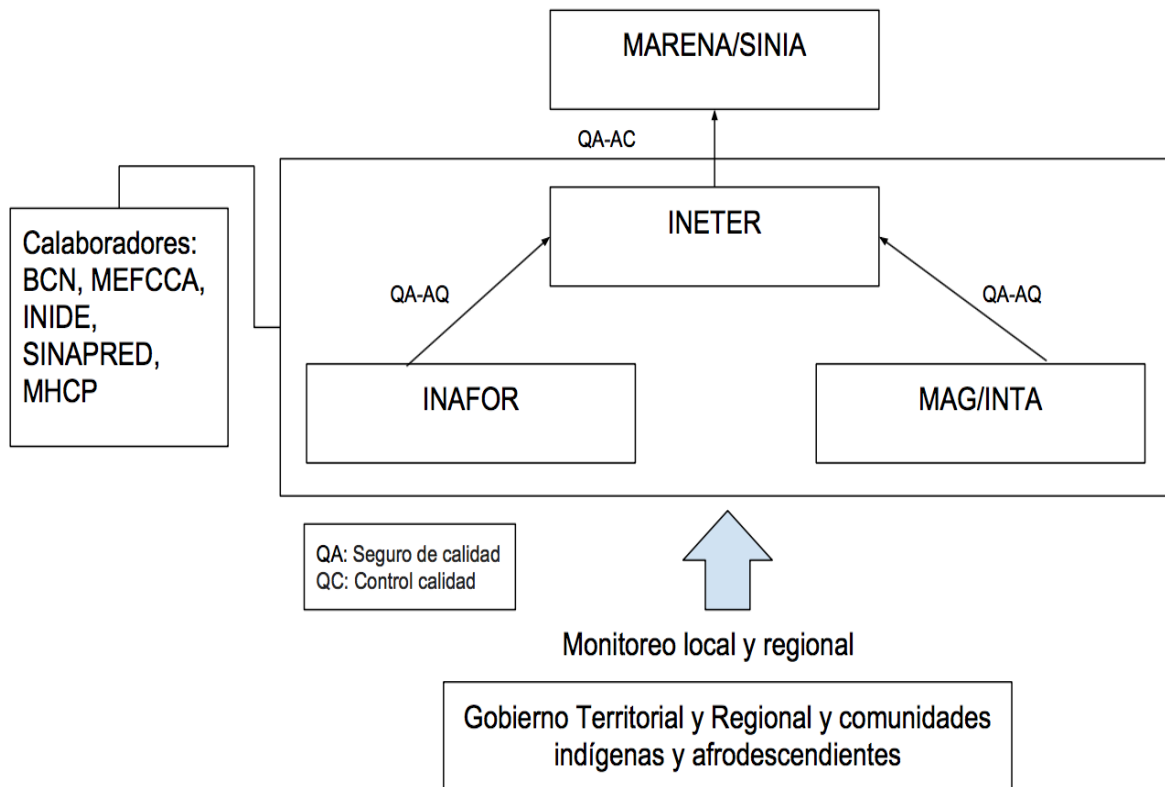 MARENA/SINIA
QA-AC
INETER
Calaboradores:
BCN, MEFCCA,
INIDE,
SINAPRED,
MHCP
QA-AQ
QA-AQ
INAFOR
MAG/INTA
QA: Seguro de calidad
QC: Control calidad
Monitoreo local y regional
Gobierno Territorial y Regional y comunidades
indígenas y afrodescendientes